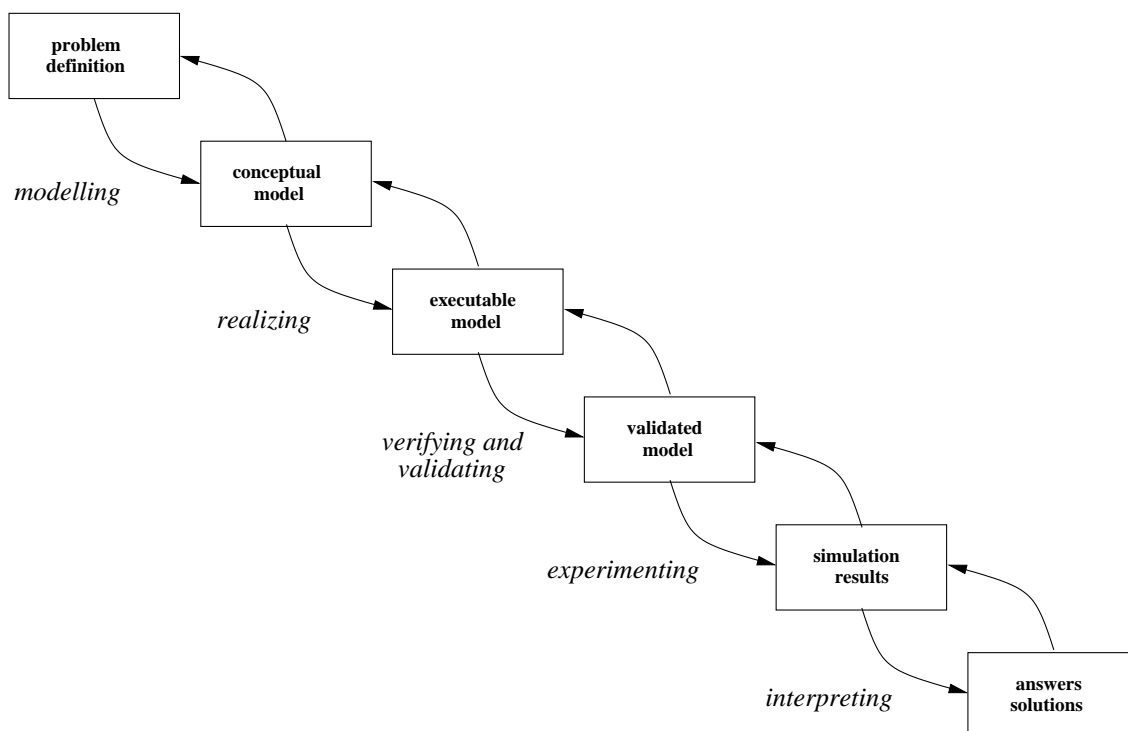 problem
definition
conceptual
model
modelling
executable
model
realizing
validated
model
verifying and
validating
simulation
results
experimenting
answers
solutions
interpreting